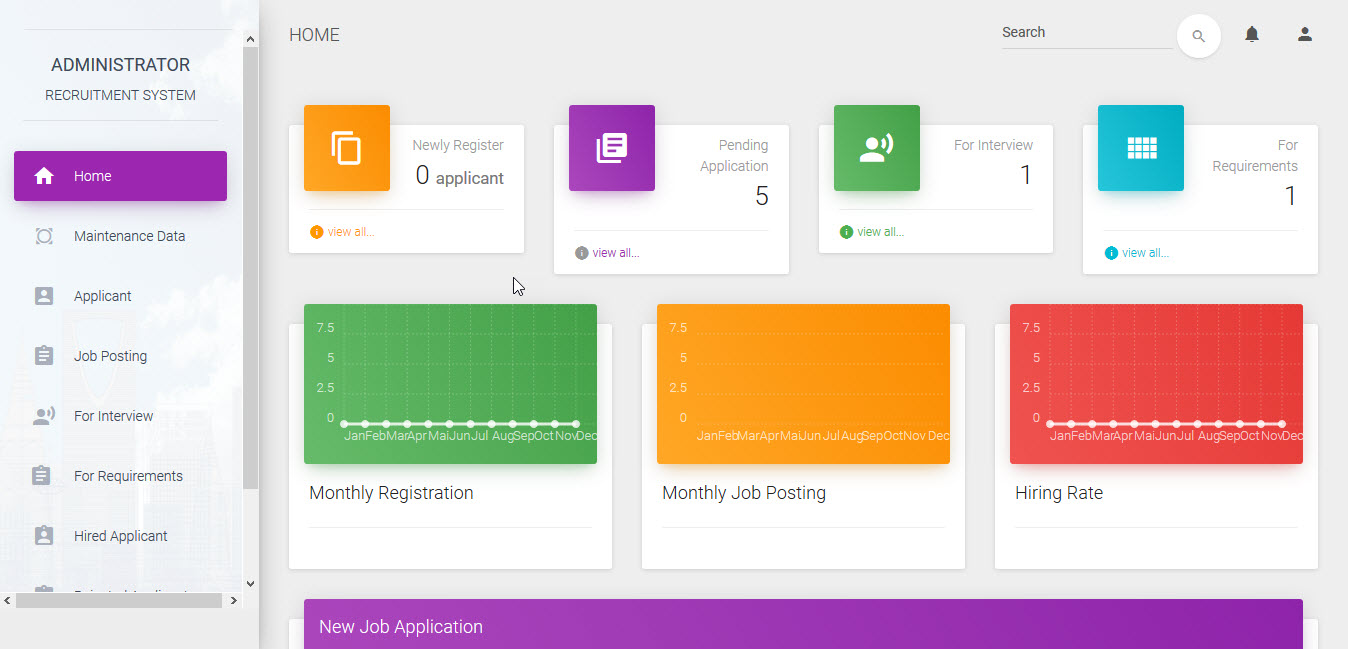 ADMINISTRATOR
RECRUITMENT SYSTEM
Home
Maintenance Data
Applicant
Job Posting
For Interview
For Requirements
Hired Applicant
HOME
Search
Newly Register
0 applicant
view all...
Pending
Application
5
view all...
For Interview
1
view all...
For
Requirements
1
view all...
7.5
5
2.5
0
Jan Feb Mar Apr Mai Jun Jul Aug Sep Oct Nov Dec
Monthly Registration
7.5
5
2.5
0
Jan Feb Mar Apr Mai Jun Jul Aug Sep Oct Nov Dec
Monthly Job Posting
7.5
5
2.5
0
Jan Feb Mar Apr Mai Jun Jul Aug Sep Oct Nov Dec
Hiring Rate
New Job Application